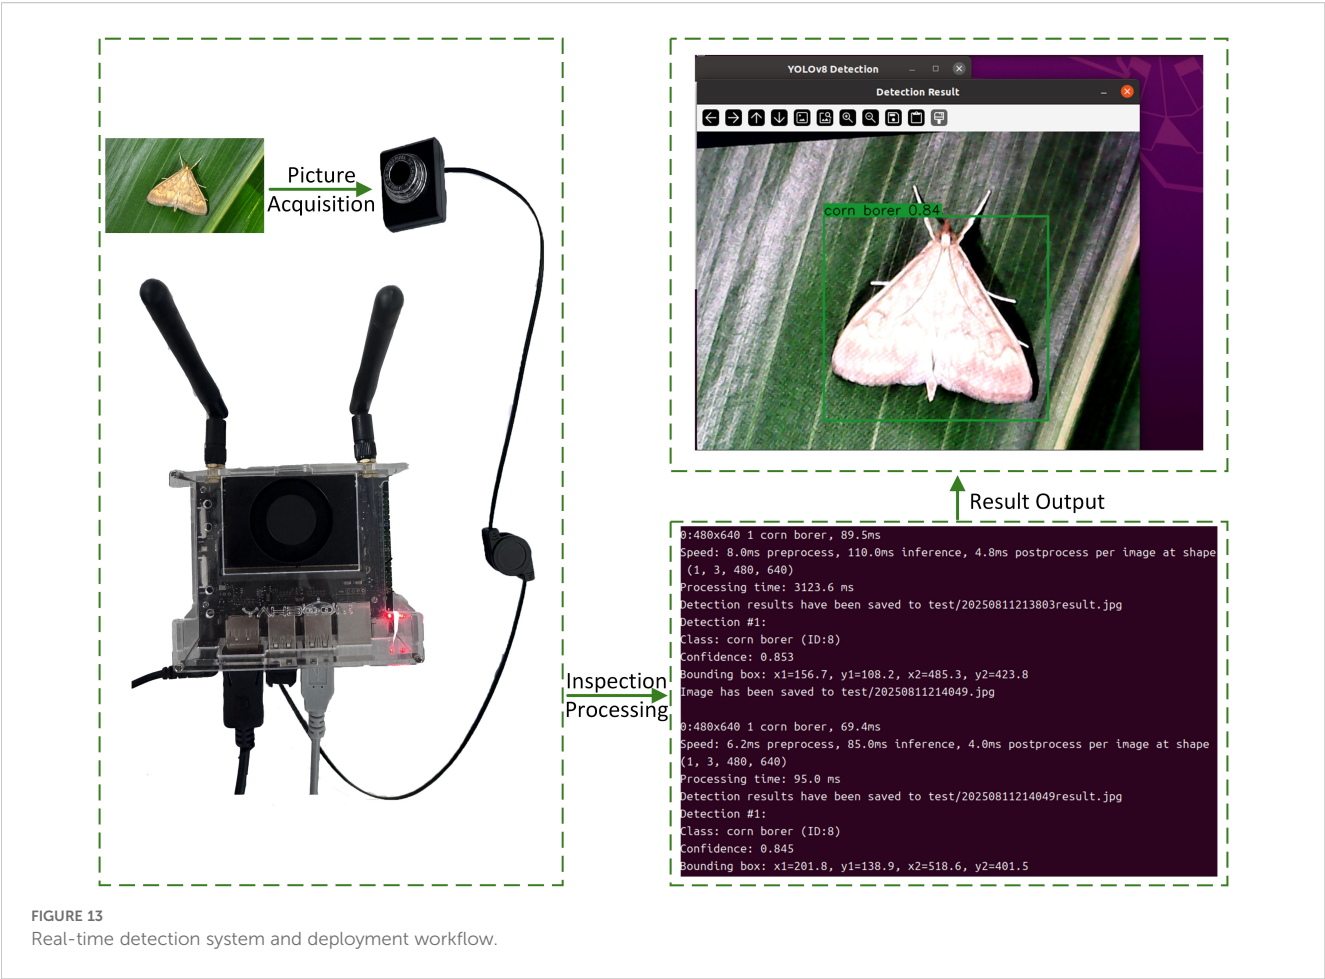 Picture
Acquisition
YOLOv8 Detection
Detection Result
corn borer 0.84
Result Output
Inspection
Processing
0:480x640 1 corn borer, 89.5ms
Speed: 8.0ms preprocess, 110.0ms inference, 4.8ms postprocess per image at shape
(1, 3, 480, 640)
Processing time: 3123.6 ms
Detection results have been saved to test/20250811213803result.jpg
Detection #1:
Class: corn borer (ID:8)
Confidence: 0.853
Bounding box: x1=156.7, y1=108.2, x2=485.3, y2=423.8
Image has been saved to test/20250811214049.jpg
0:480x640 1 corn borer, 69.4ms
Speed: 6.2ms preprocess, 85.0ms inference, 4.0ms postprocess per image at shape
(1, 3, 480, 640)
Processing time: 95.0 ms
Detection results have been saved to test/20250811214049result.jpg
Detection #1:
Class: corn borer (ID:8)
Confidence: 0.845
Bounding box: x1=201.8, y1=138.9, x2=518.6, y2=401.5
FIGURE 13
Real-time detection system and deployment workflow.